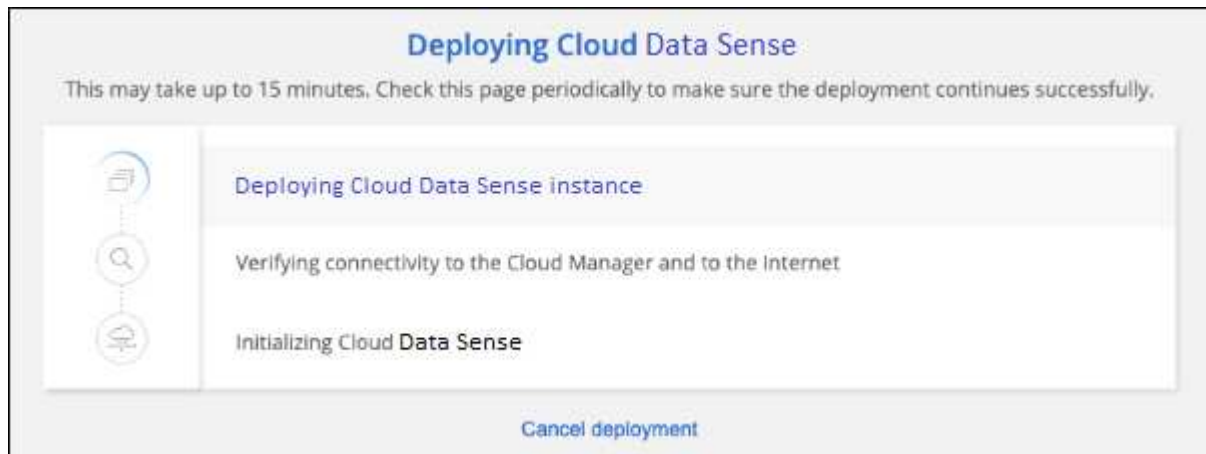 Deploying Cloud Data Sense
This may take up to 15 minutes. Check this page periodically to make sure the deployment continues successfully.
Deploying Cloud Data Sense instance
Verifying connectivity to the Cloud Manager and to the Internet
Initializing Cloud Data Sense
Cancel deployment